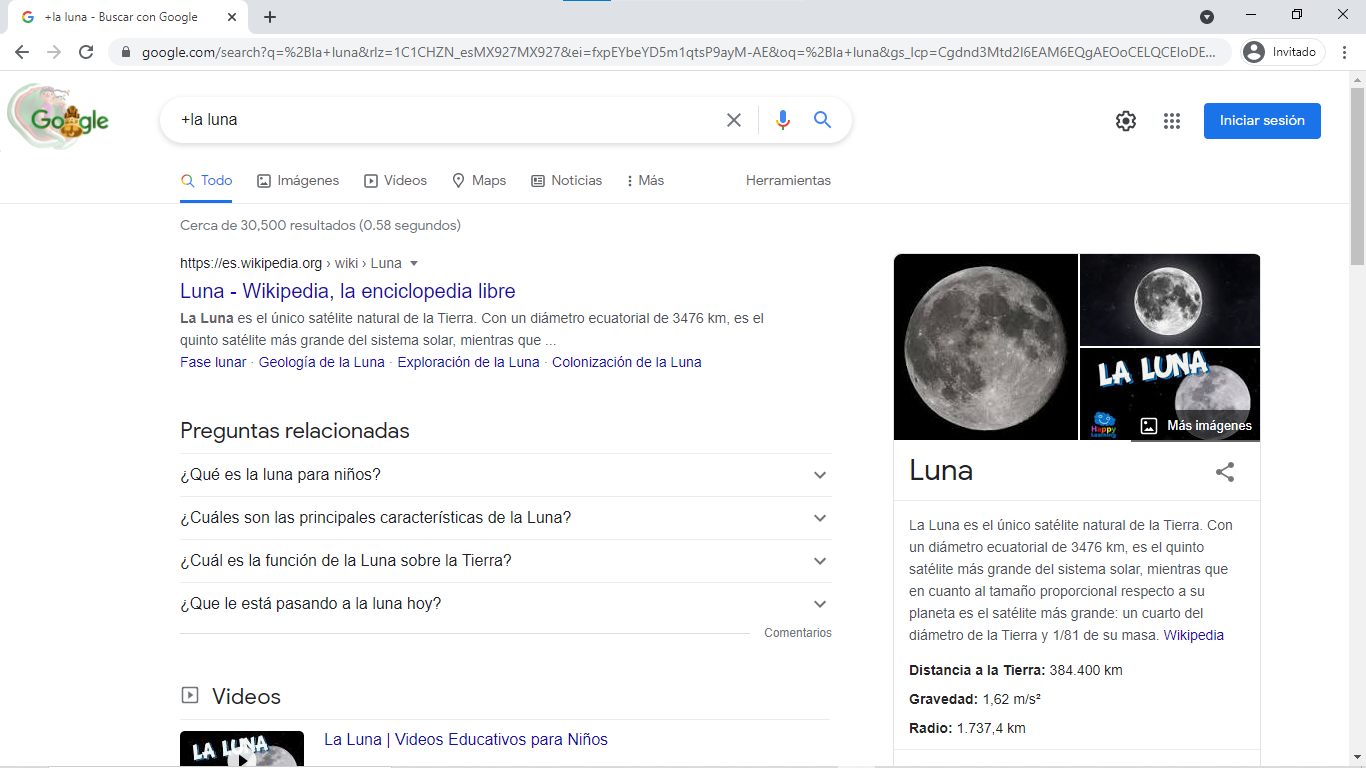 +la luna - Buscar con Google
google.com/search?q=%2Bla+luna&rlz=1C1CHZN_esMX927MX927&ei=fxpEYbeYD5m1qtsP9ayM-AE&oq=%2Bla+luna&gs_lcp=Cgdnd3Mtd2l6EAM6EQgAEOoCELQCEIoDE...
Invitado
Google
+la luna
Iniciar sesión
Todo
Imágenes
Vídeos
Maps
Noticias
Más
Herramientas
Cerca de 30,500 resultados (0.58 segundos)
https://es.wikipedia.org › wiki › Luna
Luna - Wikipedia, la enciclopedia libre
La Luna es el único satélite natural de la Tierra. Con un diámetro ecuatorial de 3476 km, es el
quinto satélite más grande del sistema solar, mientras que ...
Fase lunar · Geología de la Luna · Exploración de la Luna · Colonización de la Luna
Preguntas relacionadas
¿Qué es la luna para niños?
¿Cuáles son las principales características de la Luna?
¿Cuál es la función de la Luna sobre la Tierra?
¿Que le está pasando a la luna hoy?
Comentarios
Videos
LA LUNA
La Luna | Videos Educativos para Niños
LA LUNA
Happy
Learning
Más imágenes
Luna
La Luna es el único satélite natural de la Tierra. Con
un diámetro ecuatorial de 3476 km, es el quinto
satélite más grande del sistema solar, mientras que
en cuanto al tamaño proporcional respecto a su
planeta es el satélite más grande: un cuarto del
diámetro de la Tierra y 1/81 de su masa. Wikipedia
Distancia a la Tierra: 384.400 km
Gravedad: 1,62 m/s²
Radio: 1.737,4 km